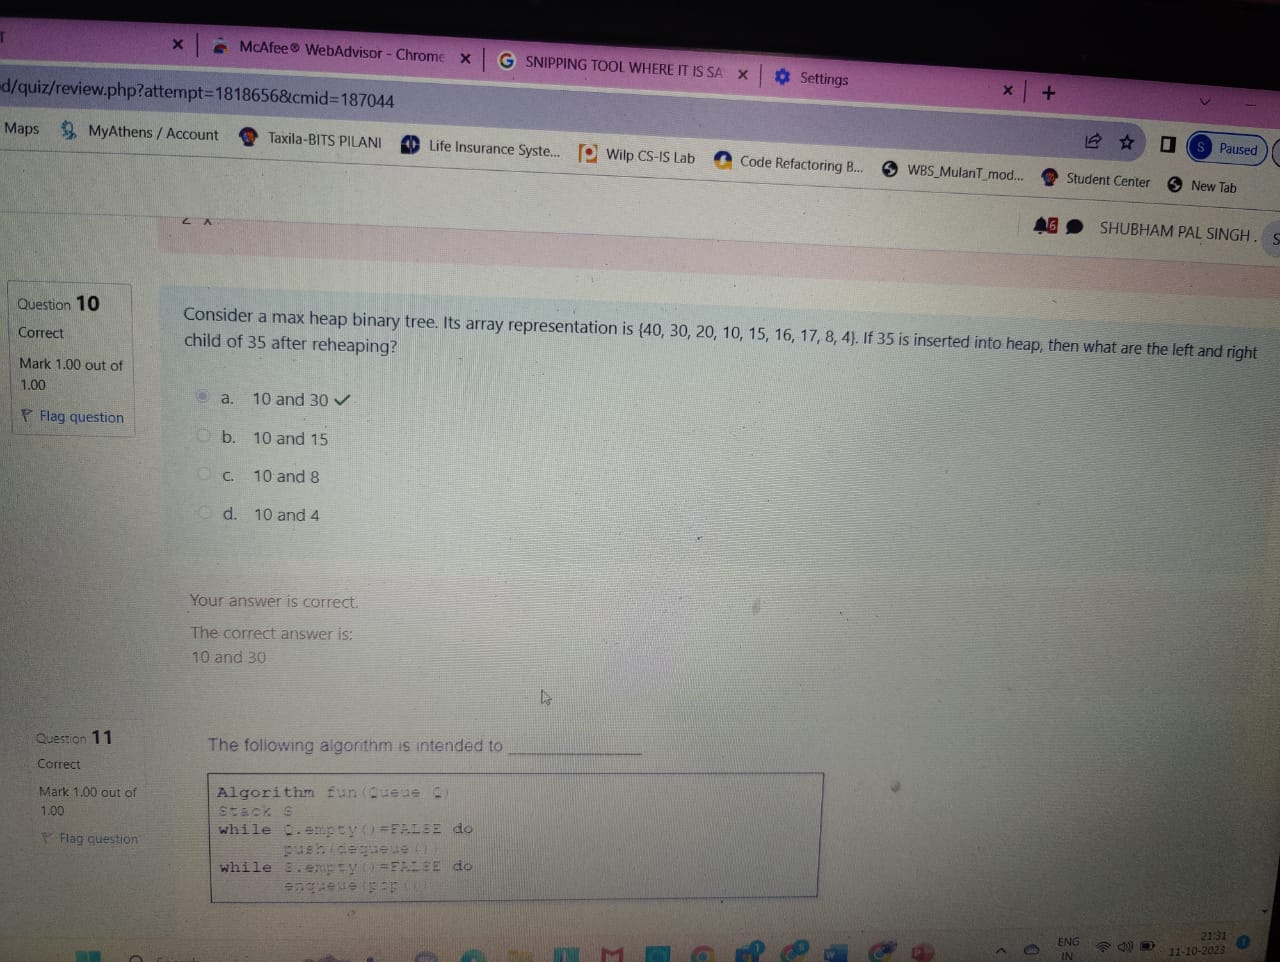 T
McAfee® WebAdvisor - Chrome
SNIPPING TOOL WHERE IT IS SA
Settings
d/quiz/review.php?attempt=1818656&cmid=187044
Maps
MyAthens / Account
Taxila-BITS PILANI
Life Insurance Syste...
Wilp CS-IS Lab
Code Refactoring B...
WBS_MulanT_mod...
Student Center
New Tab
S Paused
6
SHUBHAM PAL SINGH .
S
Question 10
Correct
Mark 1.00 out of
1.00
Flag question
Consider a max heap binary tree. Its array representation is {40, 30, 20, 10, 15, 16, 17, 8, 4}. If 35 is inserted into heap, then what are the left and right
child of 35 after reheaping?
a. 10 and 30
b. 10 and 15
c. 10 and 8
d. 10 and 4
Your answer is correct.
The correct answer is:
10 and 30
Question 11
Correct
Mark 1.00 out of
1.00
Flag question
The following algorithm is intended to ______________
Algorithm fun(Queue Q)
Stack S
while Q.empty()=FALSE do
push(dequeue())
while S.empty()=FALSE do
enqueue(pop())
ENG
IN
21:31
11-10-2023